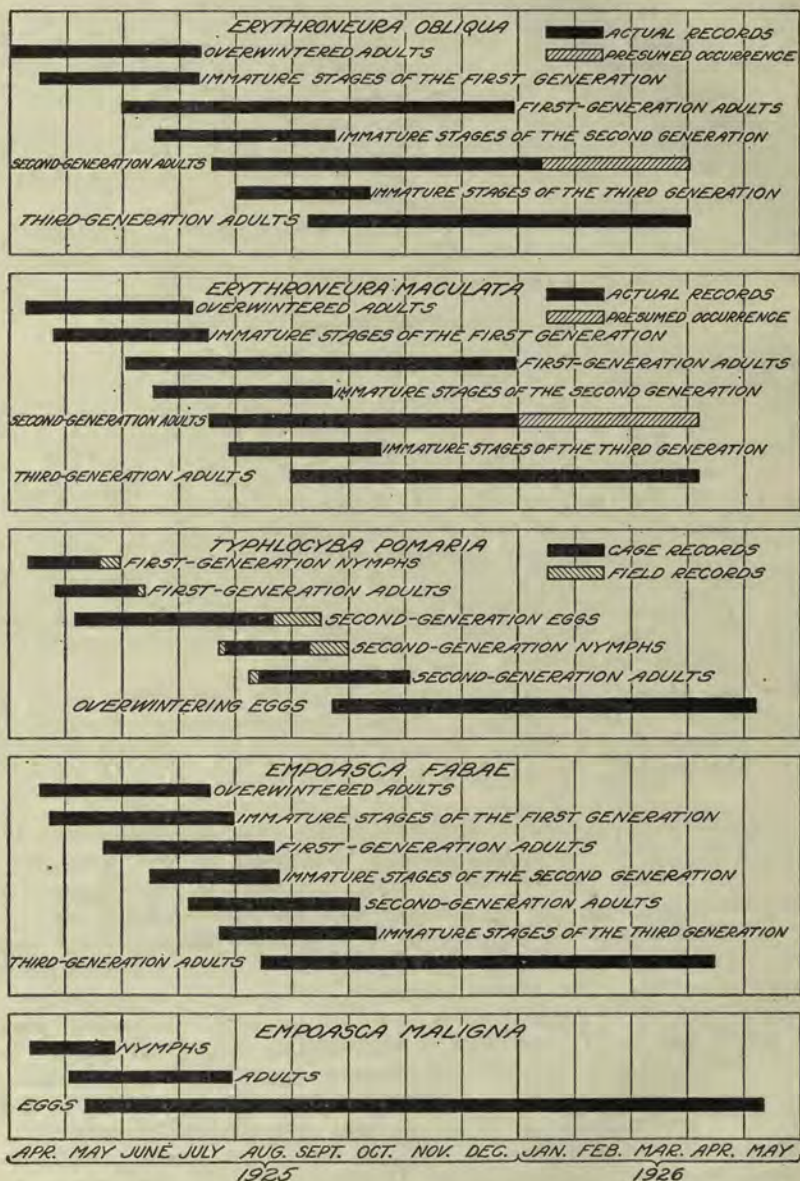 ERYTHRONEURA OBLIQUA
ACTUAL RECORDS
OVERWINTERED ADULTS
PRESUMED OCCURRENCE
IMMATURE STAGES OF THE FIRST GENERATION
FIRST-GENERATION ADULTS
IMMATURE STAGES OF THE SECOND GENERATION
SECOND-GENERATION ADULTS
IMMATURE STAGES OF THE THIRD GENERATION
THIRD-GENERATION ADULTS
ERYTHRONEURA MACULATA
ACTUAL RECORDS
OVERWINTERED ADULTS
PRESUMED OCCURRENCE
IMMATURE STAGES OF THE FIRST GENERATION
FIRST-GENERATION ADULTS
IMMATURE STAGES OF THE SECOND GENERATION
SECOND-GENERATION ADULTS
IMMATURE STAGES OF THE THIRD GENERATION
THIRD-GENERATION ADULTS
TYPHLOCYBA POMARIA
CAGE RECORDS
FIRST-GENERATION NYMPHS
FIELD RECORDS
FIRST-GENERATION ADULTS
SECOND-GENERATION EGGS
SECOND-GENERATION NYMPHS
SECOND-GENERATION ADULTS
OVERWINTERING EGGS
EMPOASCA FABAE
OVERWINTERED ADULTS
IMMATURE STAGES OF THE FIRST GENERATION
FIRST-GENERATION ADULTS
IMMATURE STAGES OF THE SECOND GENERATION
SECOND-GENERATION ADULTS
IMMATURE STAGES OF THE THIRD GENERATION
THIRD-GENERATION ADULTS
EMPOASCA MALIGNA
NYMPHS
ADULTS
EGGS
APR. MAY JUNE JULY AUG. SEPT. OCT. NOV. DEC. JAN. FEB. MAR. APR. MAY
1925 1926